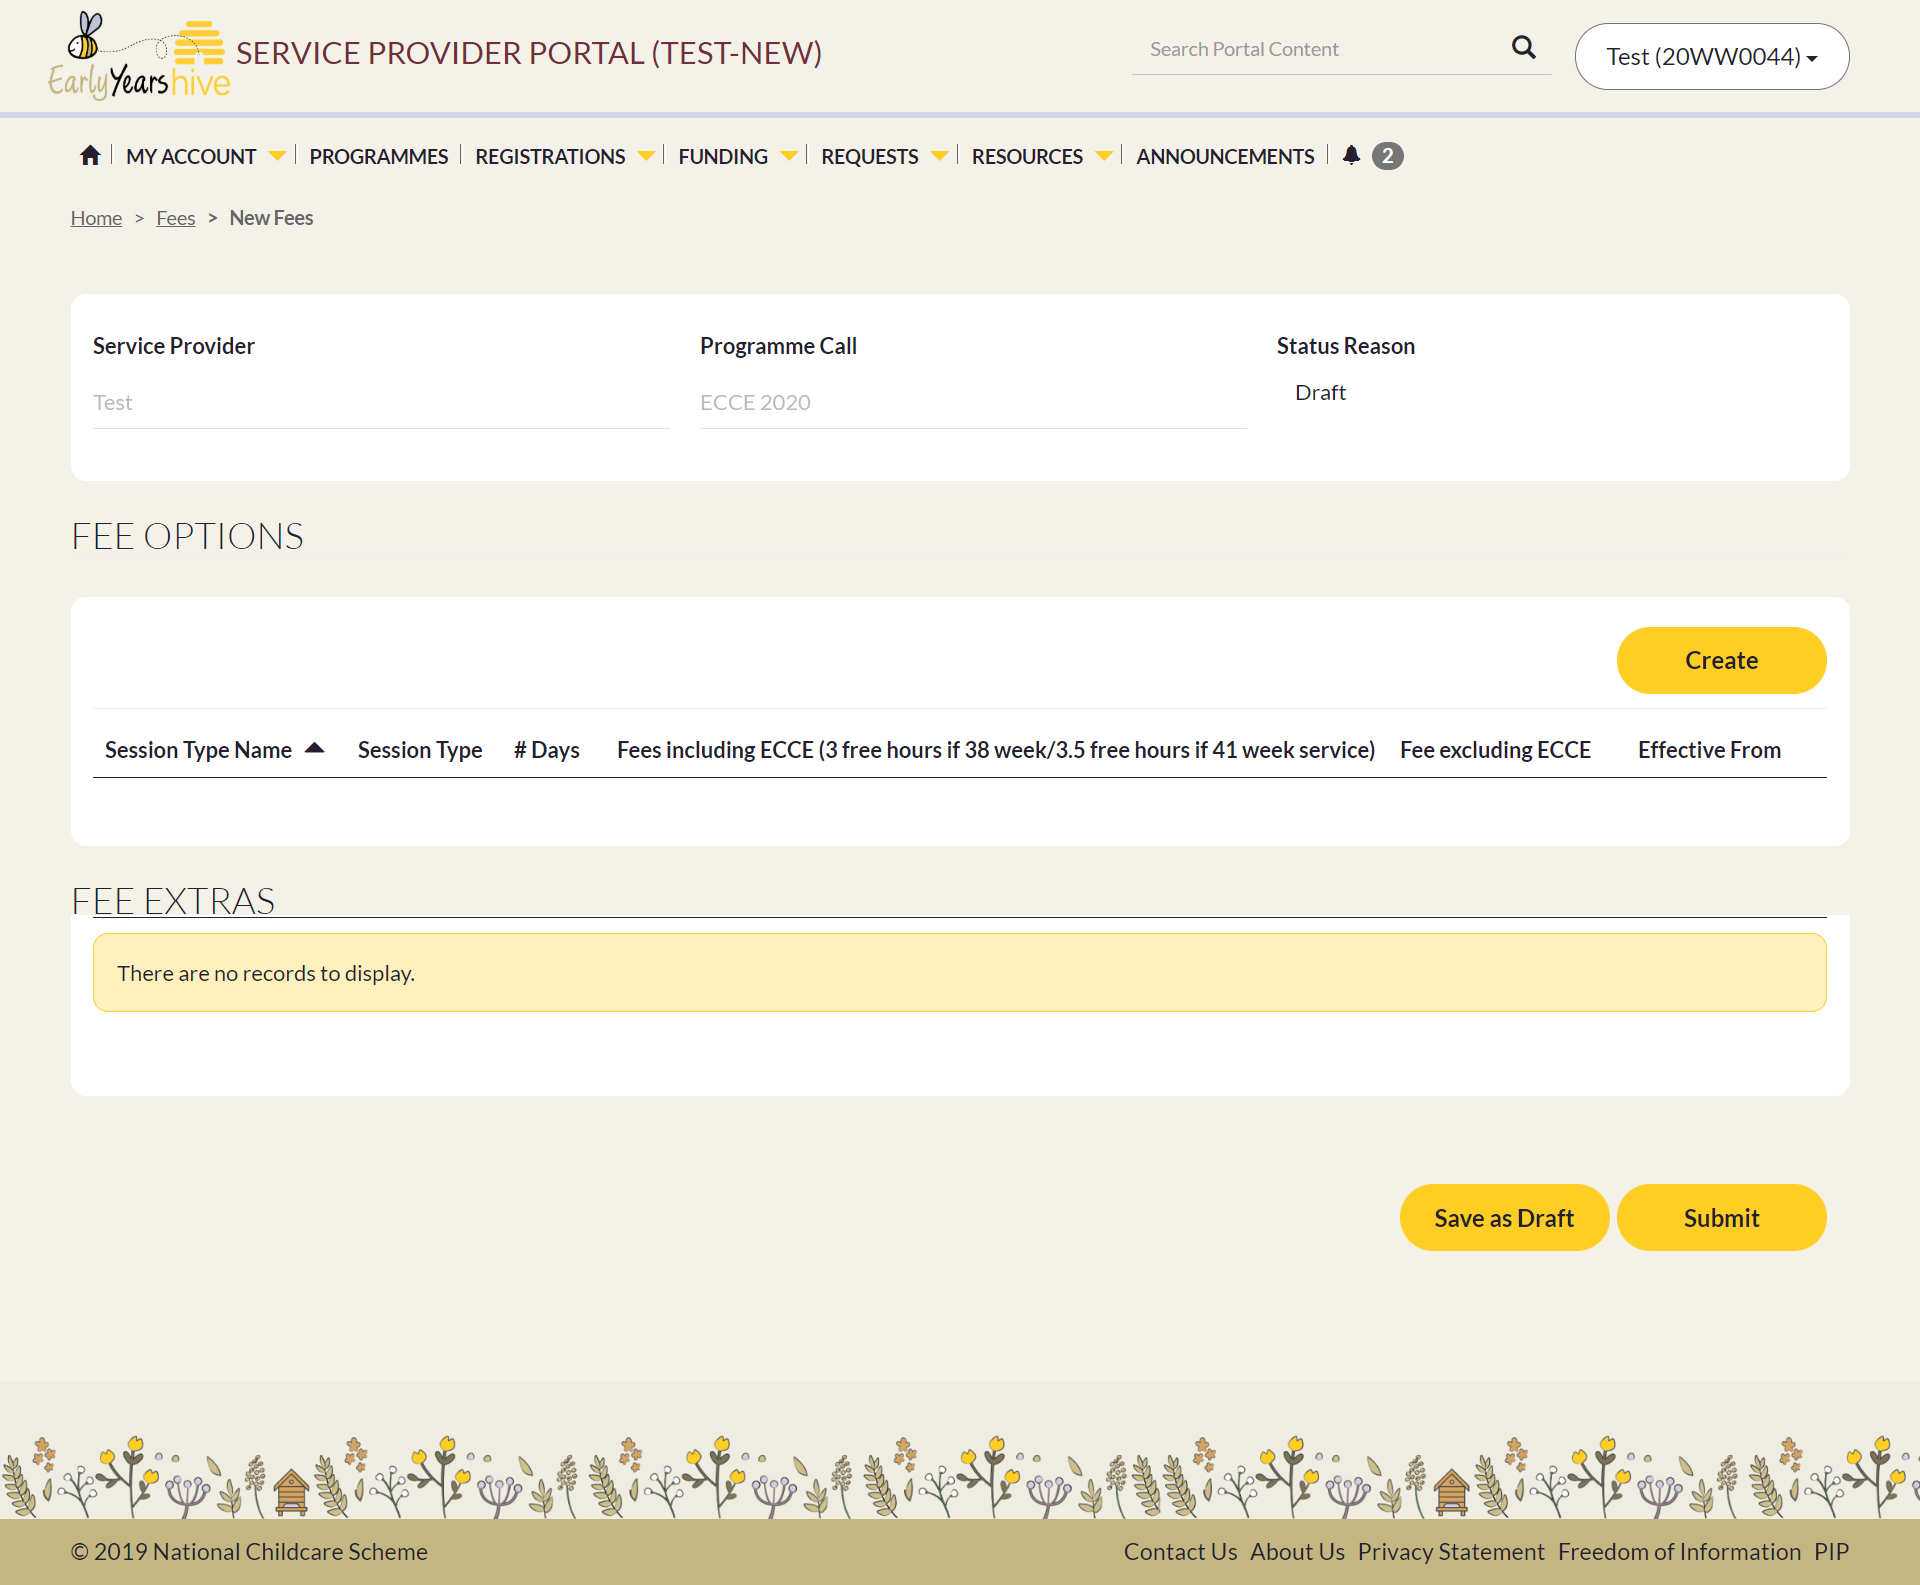 Early Years hive
SERVICE PROVIDER PORTAL (TEST-NEW)
Search Portal Content
Test (20WW0044)
MY ACCOUNT
PROGRAMMES
REGISTRATIONS
FUNDING
REQUESTS
RESOURCES
ANNOUNCEMENTS
2
Home > Fees > New Fees
Service Provider
Programme Call
Status Reason
Test
ECCE 2020
Draft
FEE OPTIONS
Create
Session Type Name
Session Type
# Days
Fees including ECCE (3 free hours if 38 week/3.5 free hours if 41 week service)
Fee excluding ECCE
Effective From
FEE EXTRAS
There are no records to display.
Save as Draft
Submit
© 2019 National Childcare Scheme
Contact Us
About Us
Privacy Statement
Freedom of Information
PIP